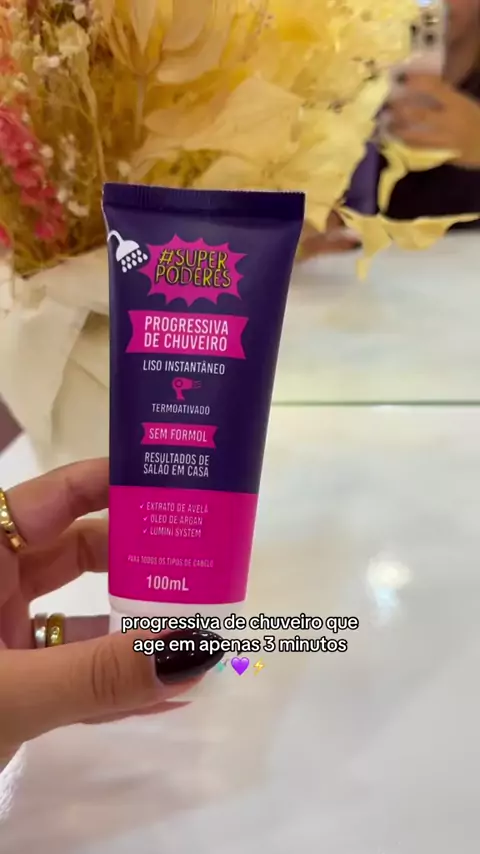 #SUPER
PODERES
PROGRESSIVA
DE CHUVEIRO
LISO INSTANTÂNEO
TERMOATIVADO
SEM FORMOL
RESULTADOS DE
SALÃO EM CASA
✓ EXTRATO DE AVELÃ
✓ ÓLEO DE ARGAN
✓ LUMINI SYSTEM
PARA TODOS OS TIPOS DE CABELO
100mL
progressiva de chuveiro que
age em apenas 3 minutos
💜⚡